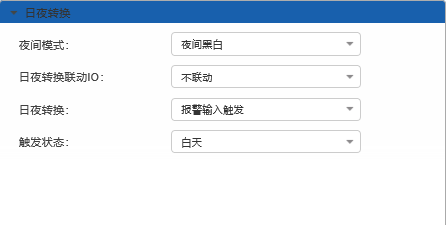 日夜转换
夜间模式： 夜间黑白
日夜转换联动IO： 不联动
日夜转换： 报警输入触发
触发状态： 白天